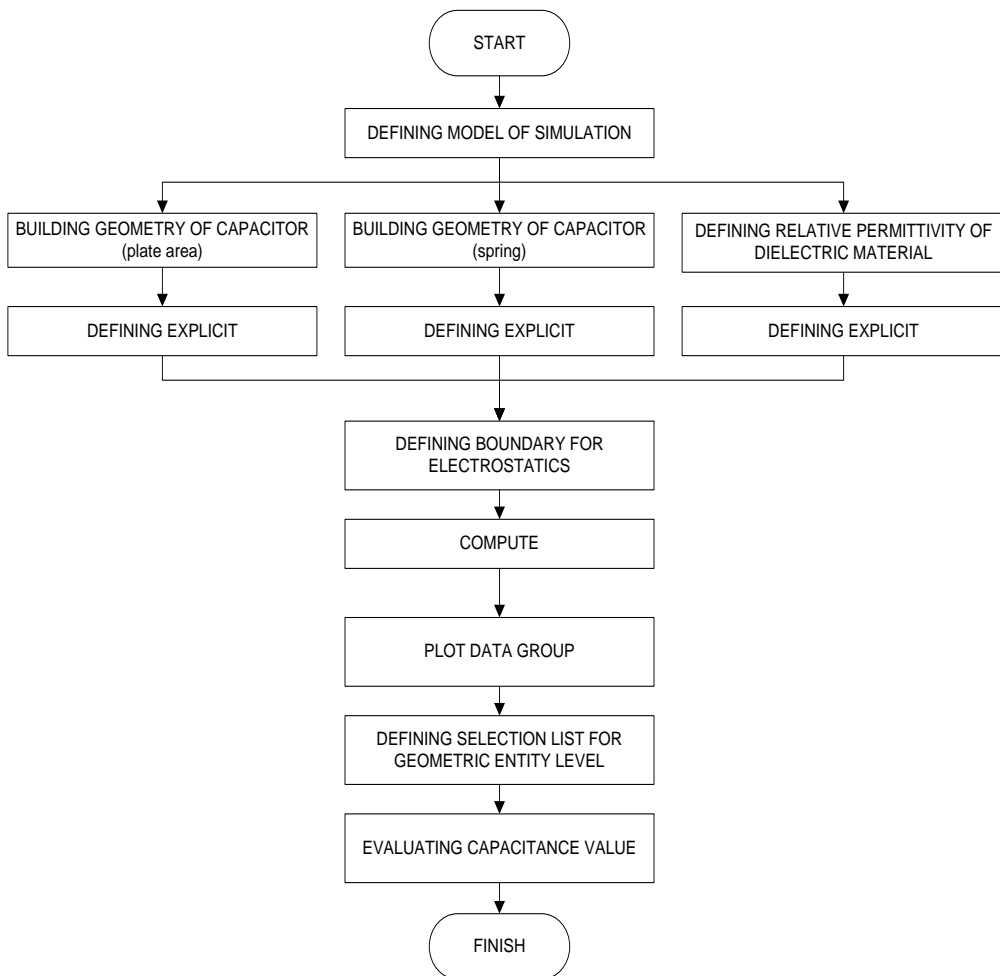 START
DEFINING MODEL OF SIMULATION
BUILDING GEOMETRY OF CAPACITOR
(plate area)
BUILDING GEOMETRY OF CAPACITOR
(spring)
DEFINING RELATIVE PERMITTIVITY OF
DIELECTRIC MATERIAL
DEFINING EXPLICIT
DEFINING EXPLICIT
DEFINING EXPLICIT
DEFINING BOUNDARY FOR
ELECTROSTATICS
COMPUTE
PLOT DATA GROUP
DEFINING SELECTION LIST FOR
GEOMETRIC ENTITY LEVEL
EVALUATING CAPACITANCE VALUE
FINISH